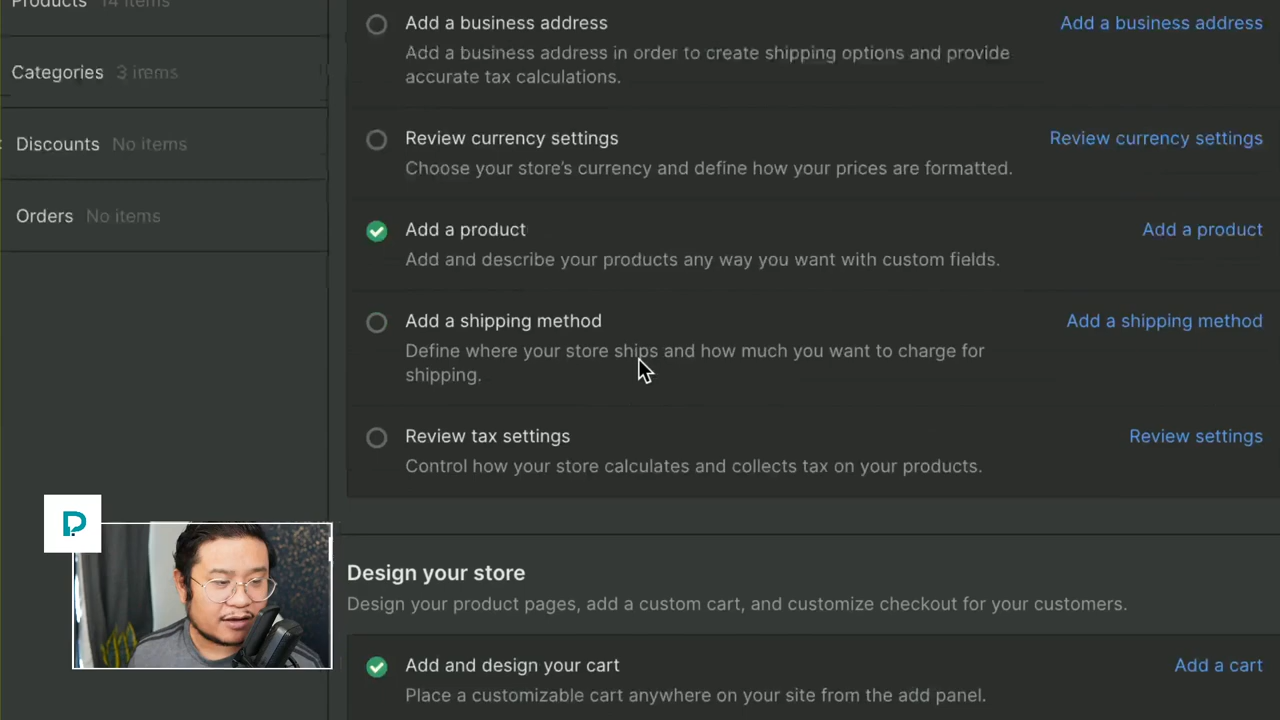 Products 14 items
Categories 3 items
Discounts No items
Orders No items
Add a business address
Add a business address
Add a business address in order to create shipping options and provide
accurate tax calculations.
Review currency settings
Review currency settings
Choose your store's currency and define how your prices are formatted.
Add a product
Add a product
Add and describe your products any way you want with custom fields.
Add a shipping method
Add a shipping method
Define where your store ships and how much you want to charge for
shipping.
Review tax settings
Review settings
Control how your store calculates and collects tax on your products.
Design your store
Design your product pages, add a custom cart, and customize checkout for your customers.
Add and design your cart
Add a cart
Place a customizable cart anywhere on your site from the add panel.